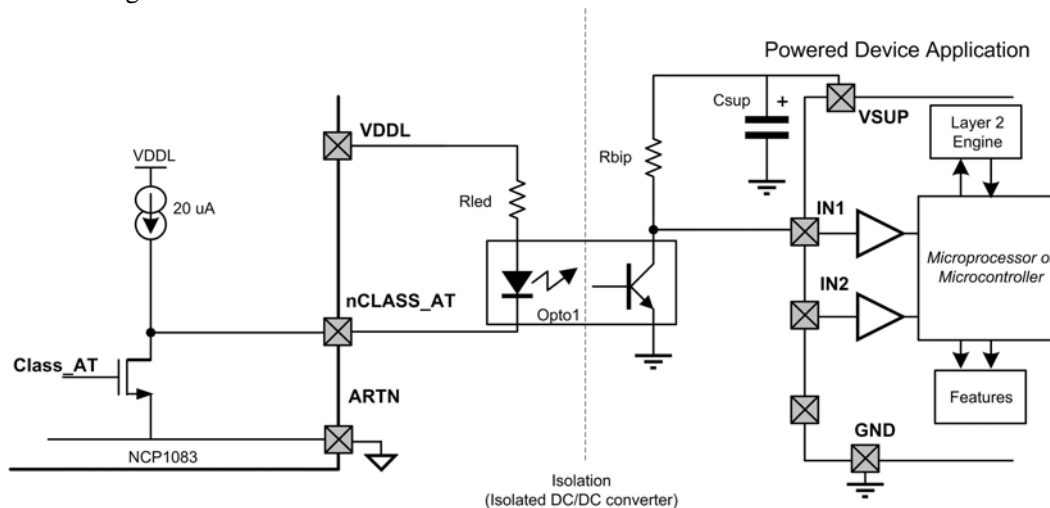 Powered Device Application
VDDL
Csup
+
VSUP
Layer 2
Engine
VDDL
Rbip
20 uA
Rled
IN1
Microprocessor o
Microcontroller
nCLASS_AT
IN2
Opto1
Class_AT
ARTN
Features
GND
NCP1083
Isolation
(Isolated DC/DC converter)